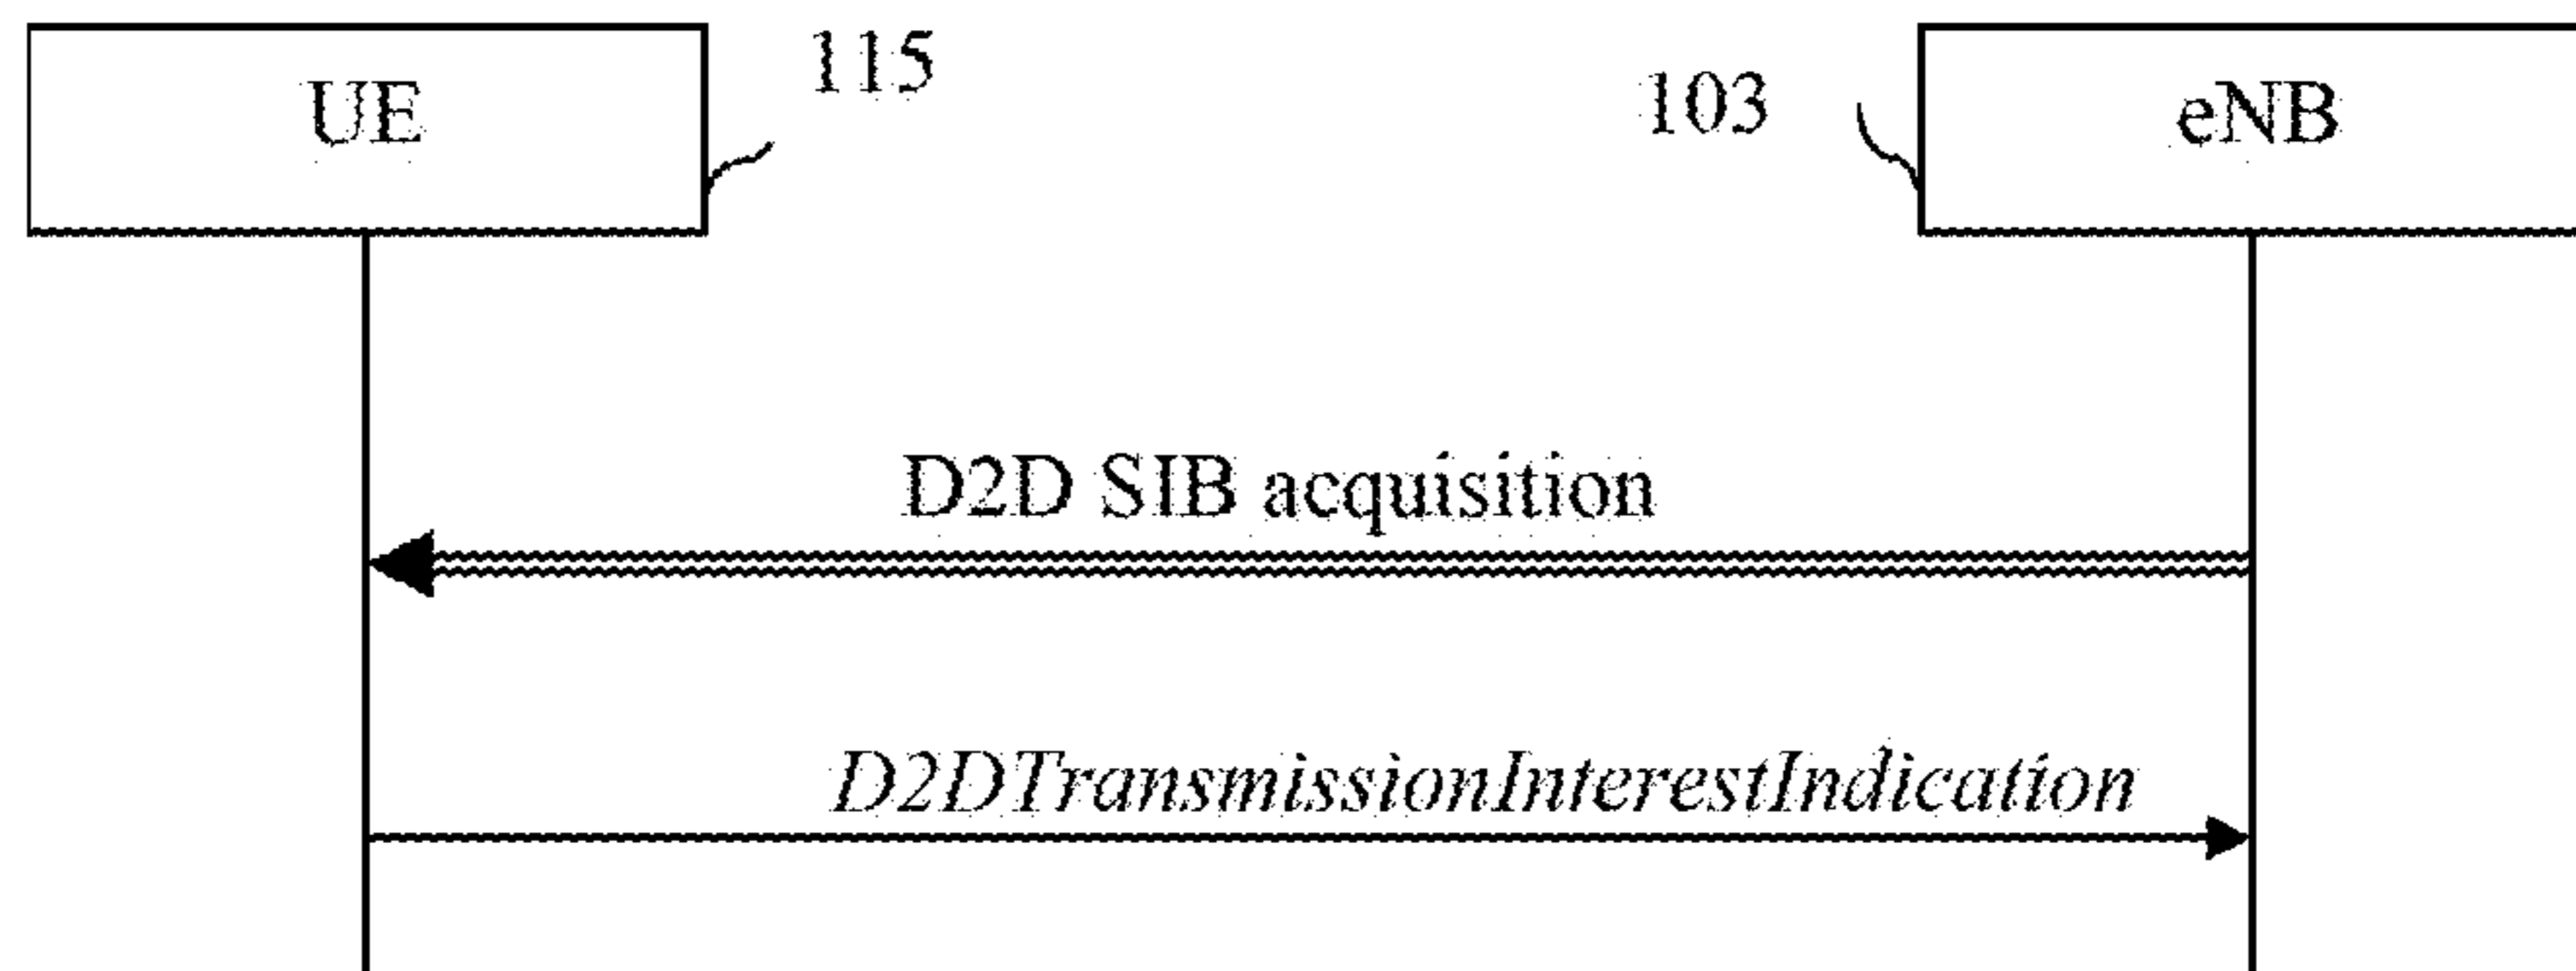 UE
115
103
eNB
D2D SIB acquisition
D2DTransmissionInterestIndication